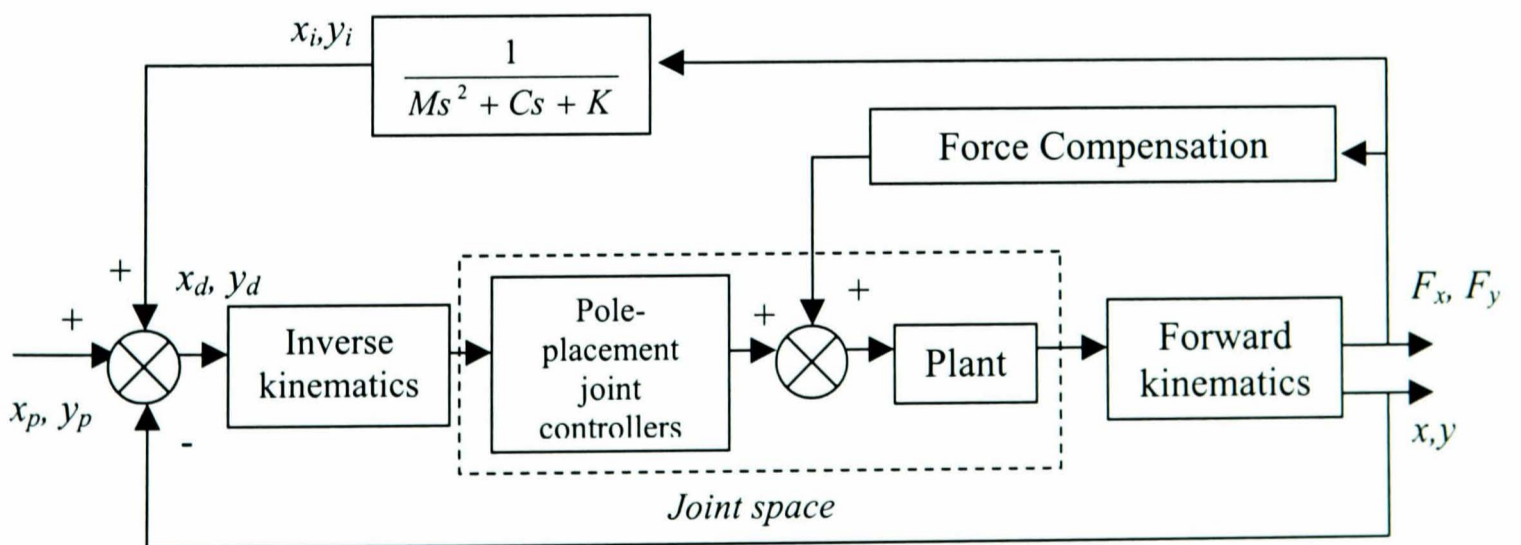 xi,yi
1
Ms² + Cs + K
Force Compensation
+
xd, yd
+
Inverse
kinematics
Pole-
placement
joint
controllers
+
+
Plant
Forward
kinematics
Fx, Fy
xp, yp
-
x,y
Joint space